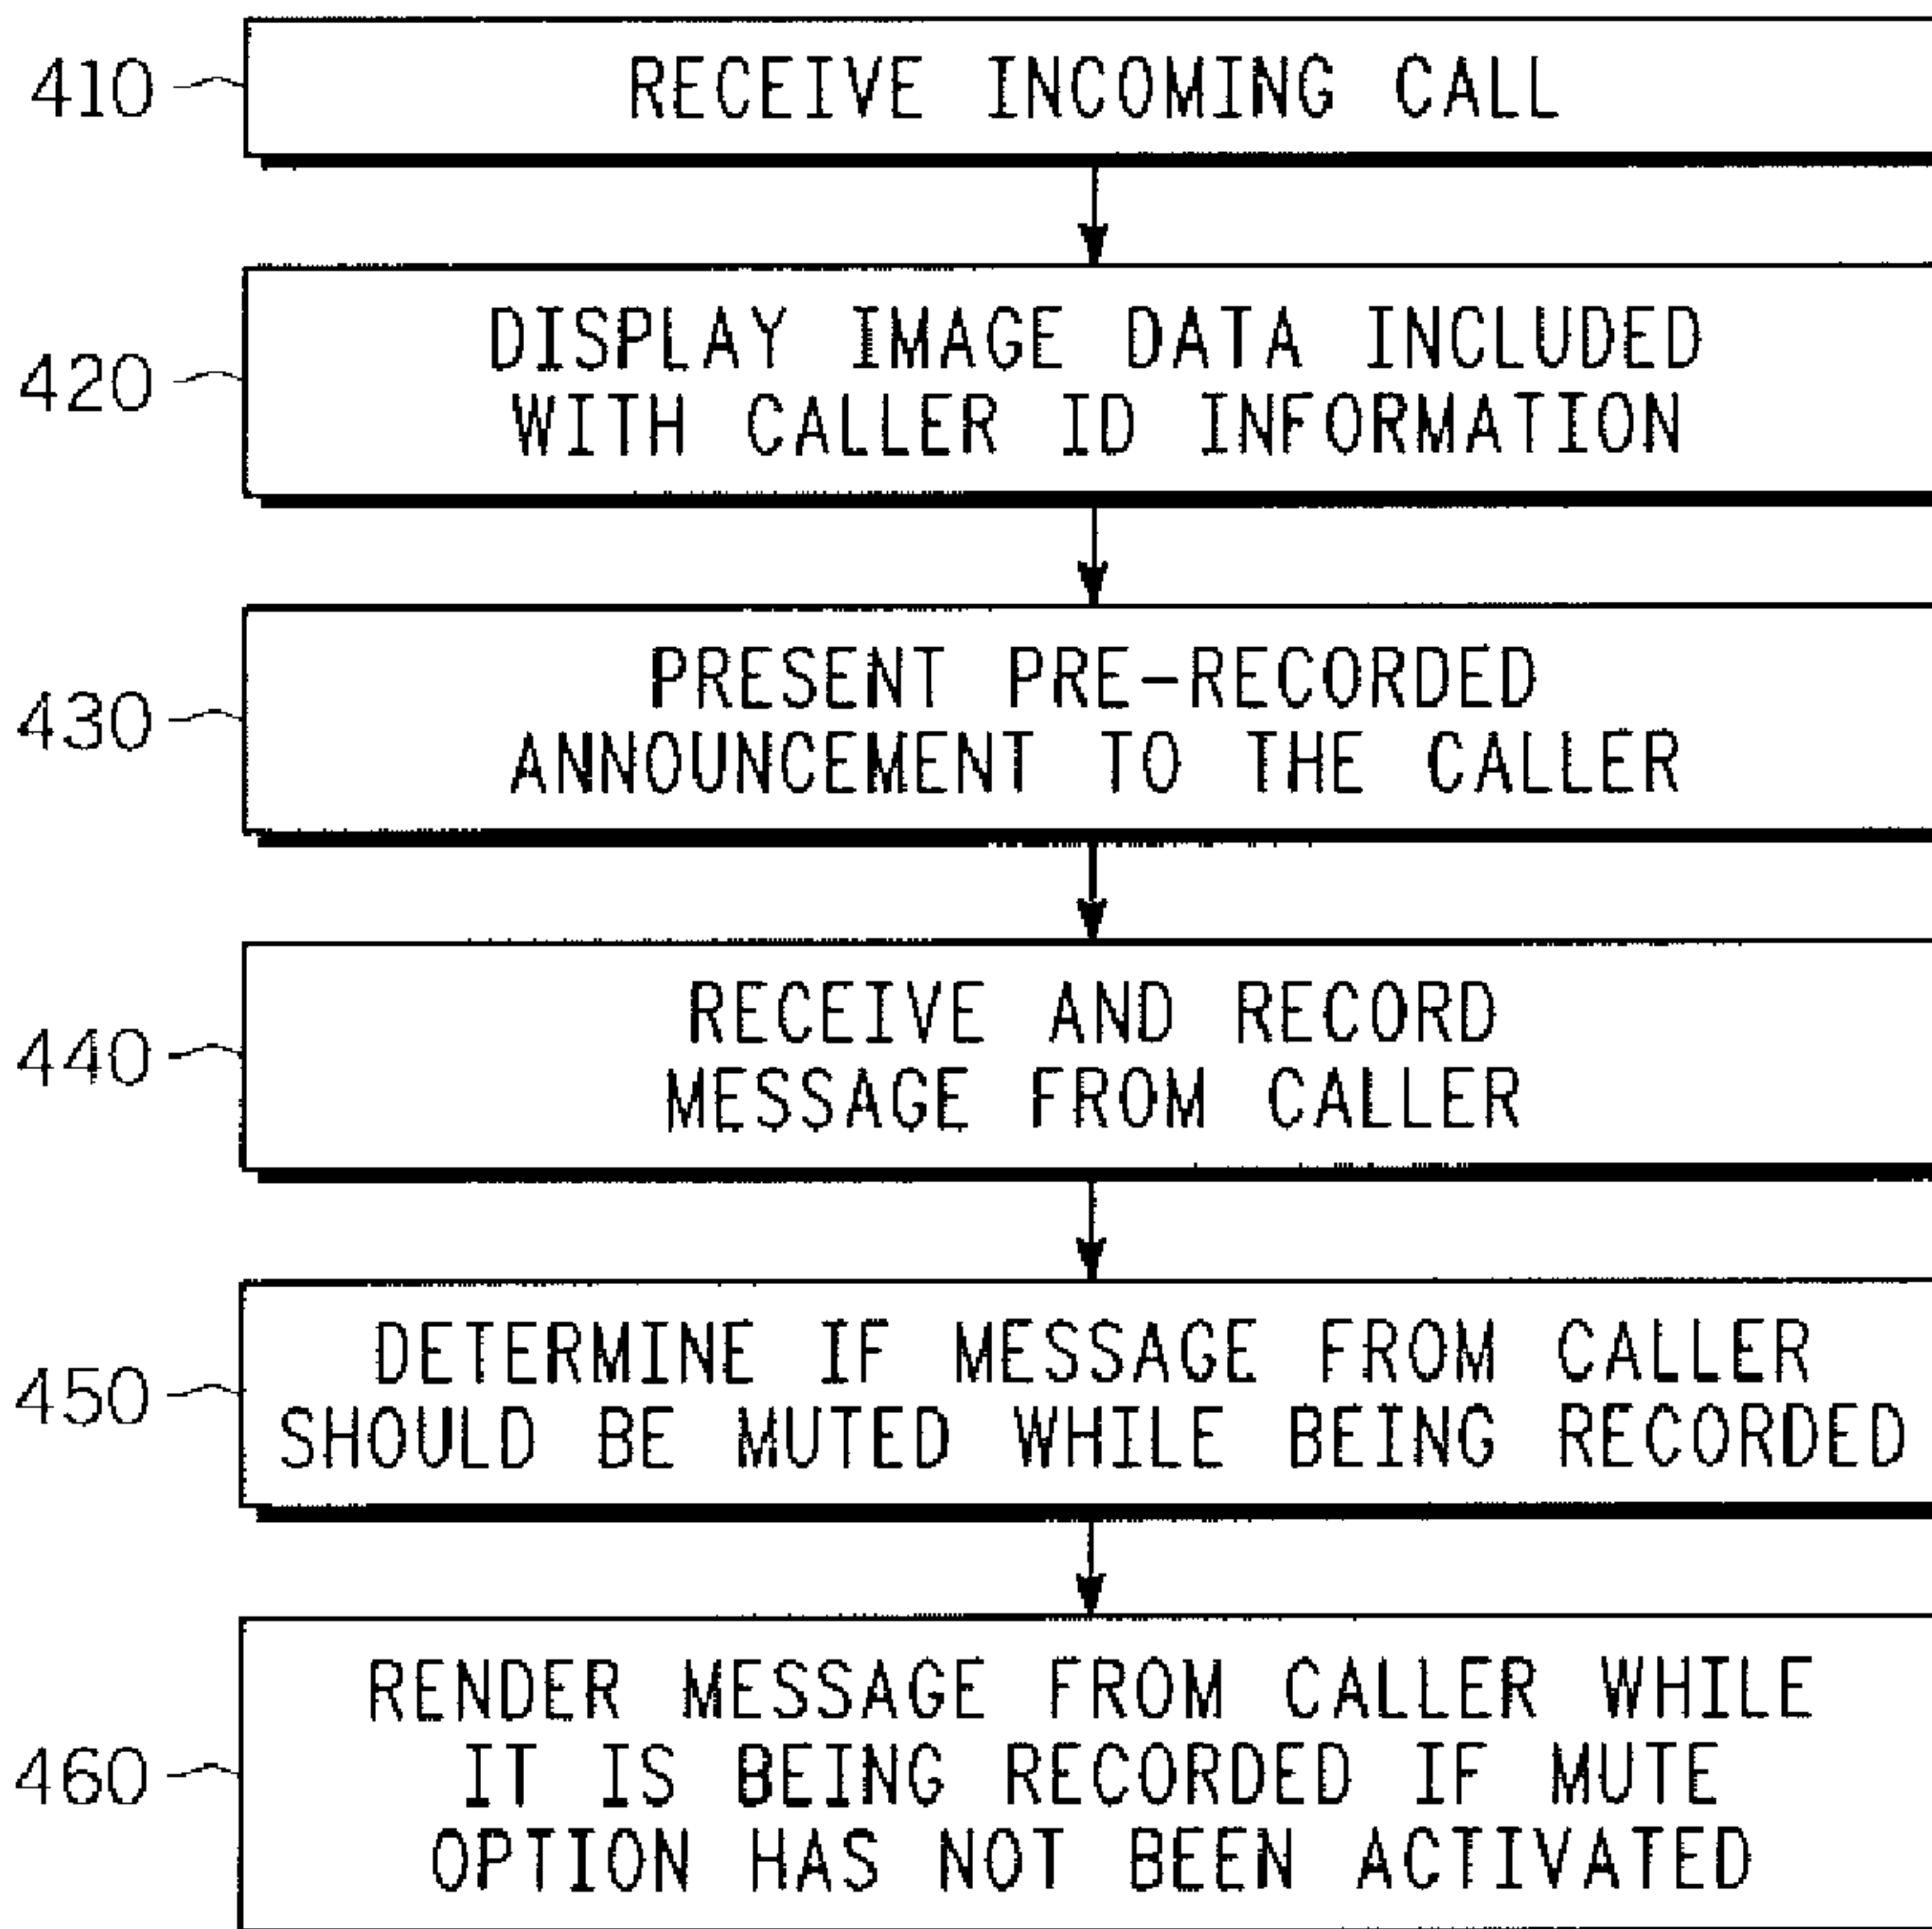 410
RECEIVE INCOMING CALL
420
DISPLAY IMAGE DATA INCLUDED
WITH CALLER ID INFORMATION
430
PRESENT PRE-RECORDED
ANNOUNCEMENT TO THE CALLER
440
RECEIVE AND RECORD
MESSAGE FROM CALLER
450
DETERMINE IF MESSAGE FROM CALLER
SHOULD BE MUTED WHILE BEING RECORDED
460
RENDER MESSAGE FROM CALLER WHILE
IT IS BEING RECORDED IF MUTE
OPTION HAS NOT BEEN ACTIVATED